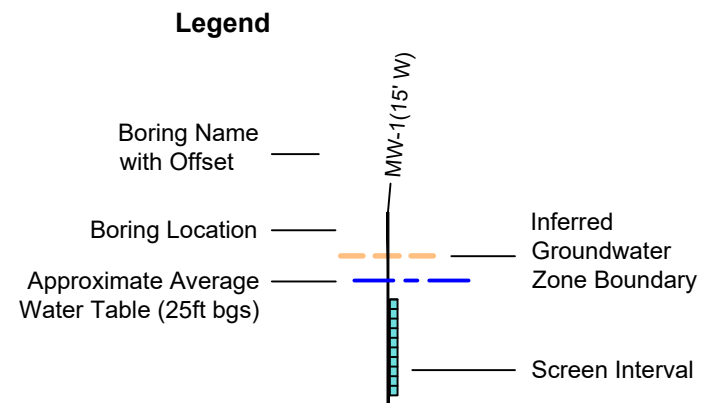 Legend
MW-1(15' W)
Boring Name
with Offset
Boring Location
Inferred
Groundwater
Zone Boundary
Approximate Average
Water Table (25ft bgs)
Screen Interval